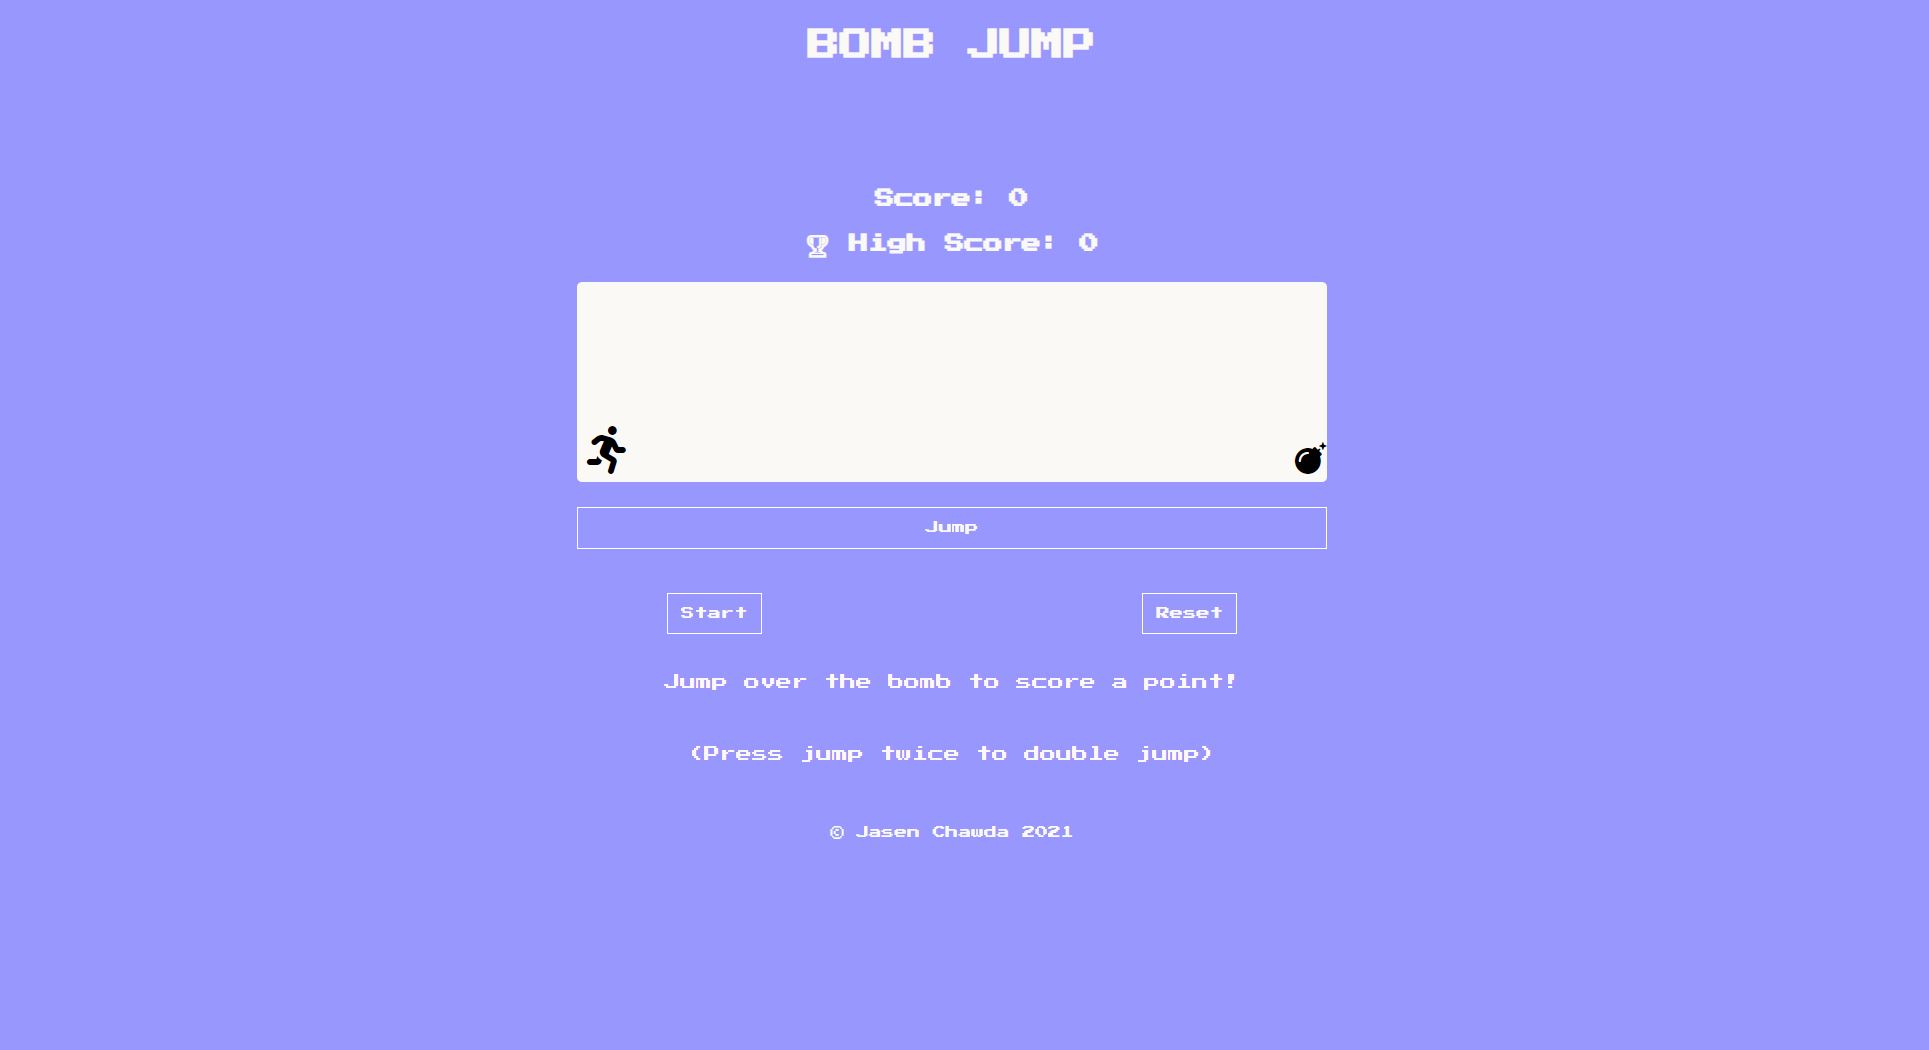 BOMB JUMP
Score: 0
🏆 High Score: 0
Jump
Start
Reset
Jump over the bomb to score a point!
(Press jump twice to double jump)
© Jasen Chawda 2021